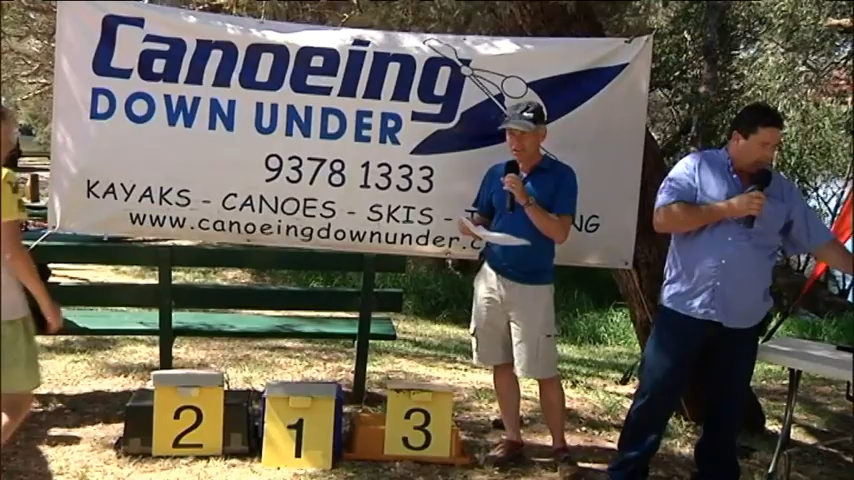 Canoeing
DOWN UNDER
9378 1333
KAYAKS - CANOES - SKIS -
www.canoeingdownunder.c
2
1
3